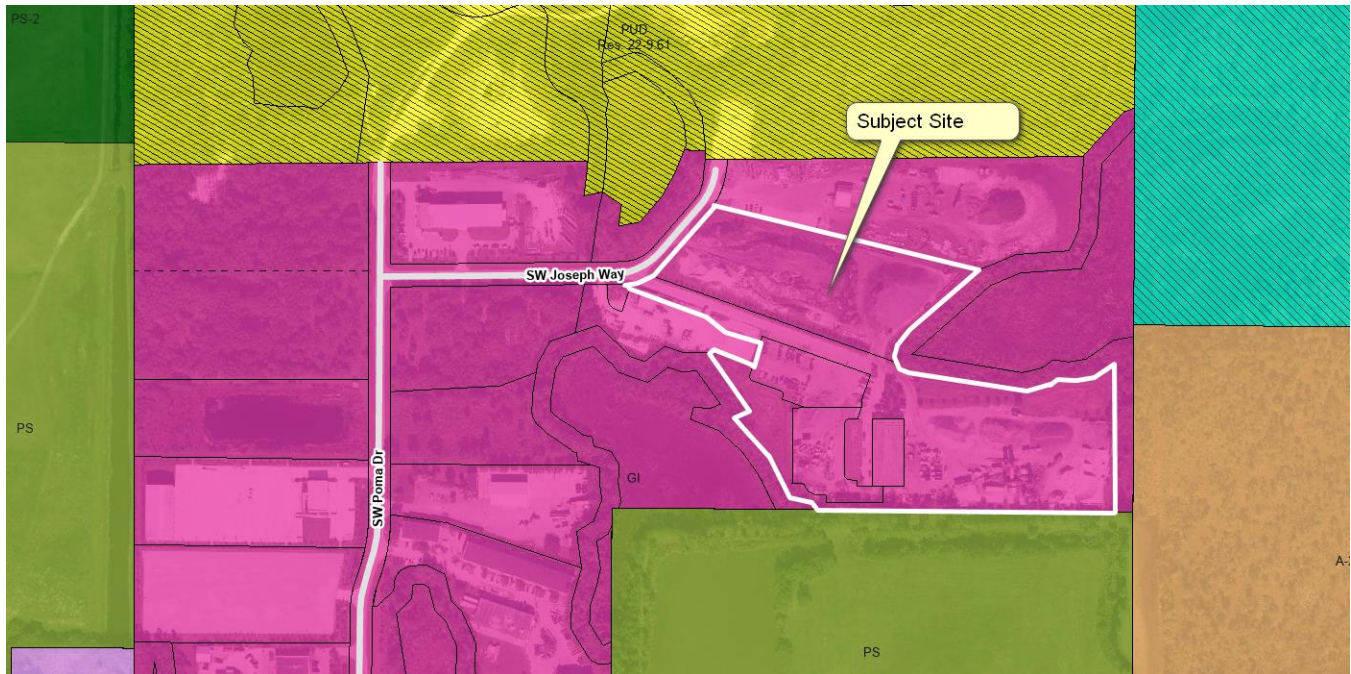 PS-2
PUD
Res. 22-9.61
Subject Site
SW Joseph Way
PS
SW Poma Dr
GI
PS